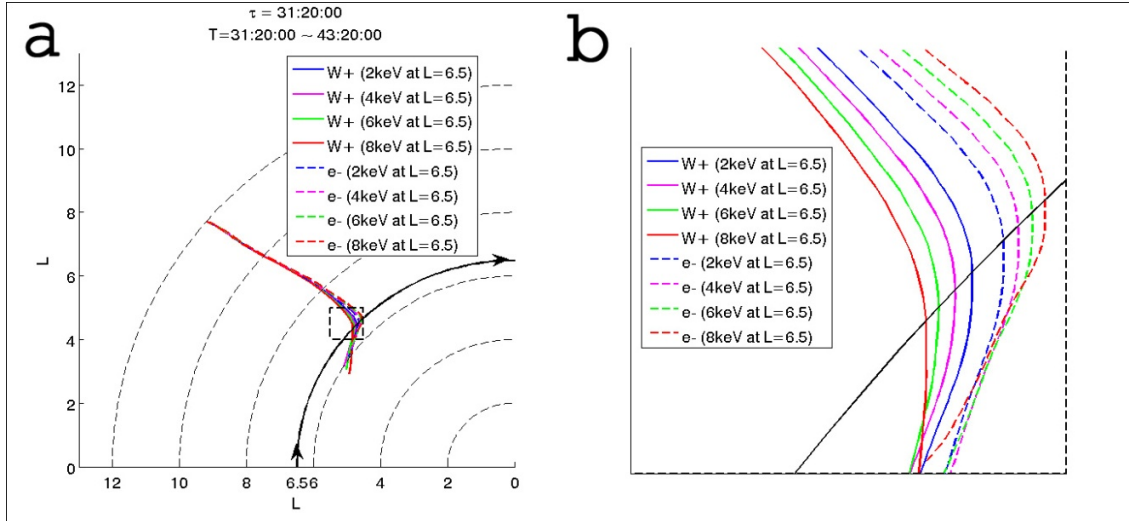 τ = 31:20:00
T=31:20:00 ~ 43:20:00
a
12
10
8
6
4
2
0
L
W+ (2keV at L=6.5)
W+ (4keV at L=6.5)
W+ (6keV at L=6.5)
W+ (8keV at L=6.5)
e- (2keV at L=6.5)
e- (4keV at L=6.5)
e- (6keV at L=6.5)
e- (8keV at L=6.5)
12 10 8 6.56 4 2 0
L
b
W+ (2keV at L=6.5)
W+ (4keV at L=6.5)
W+ (6keV at L=6.5)
W+ (8keV at L=6.5)
e- (2keV at L=6.5)
e- (4keV at L=6.5)
e- (6keV at L=6.5)
e- (8keV at L=6.5)